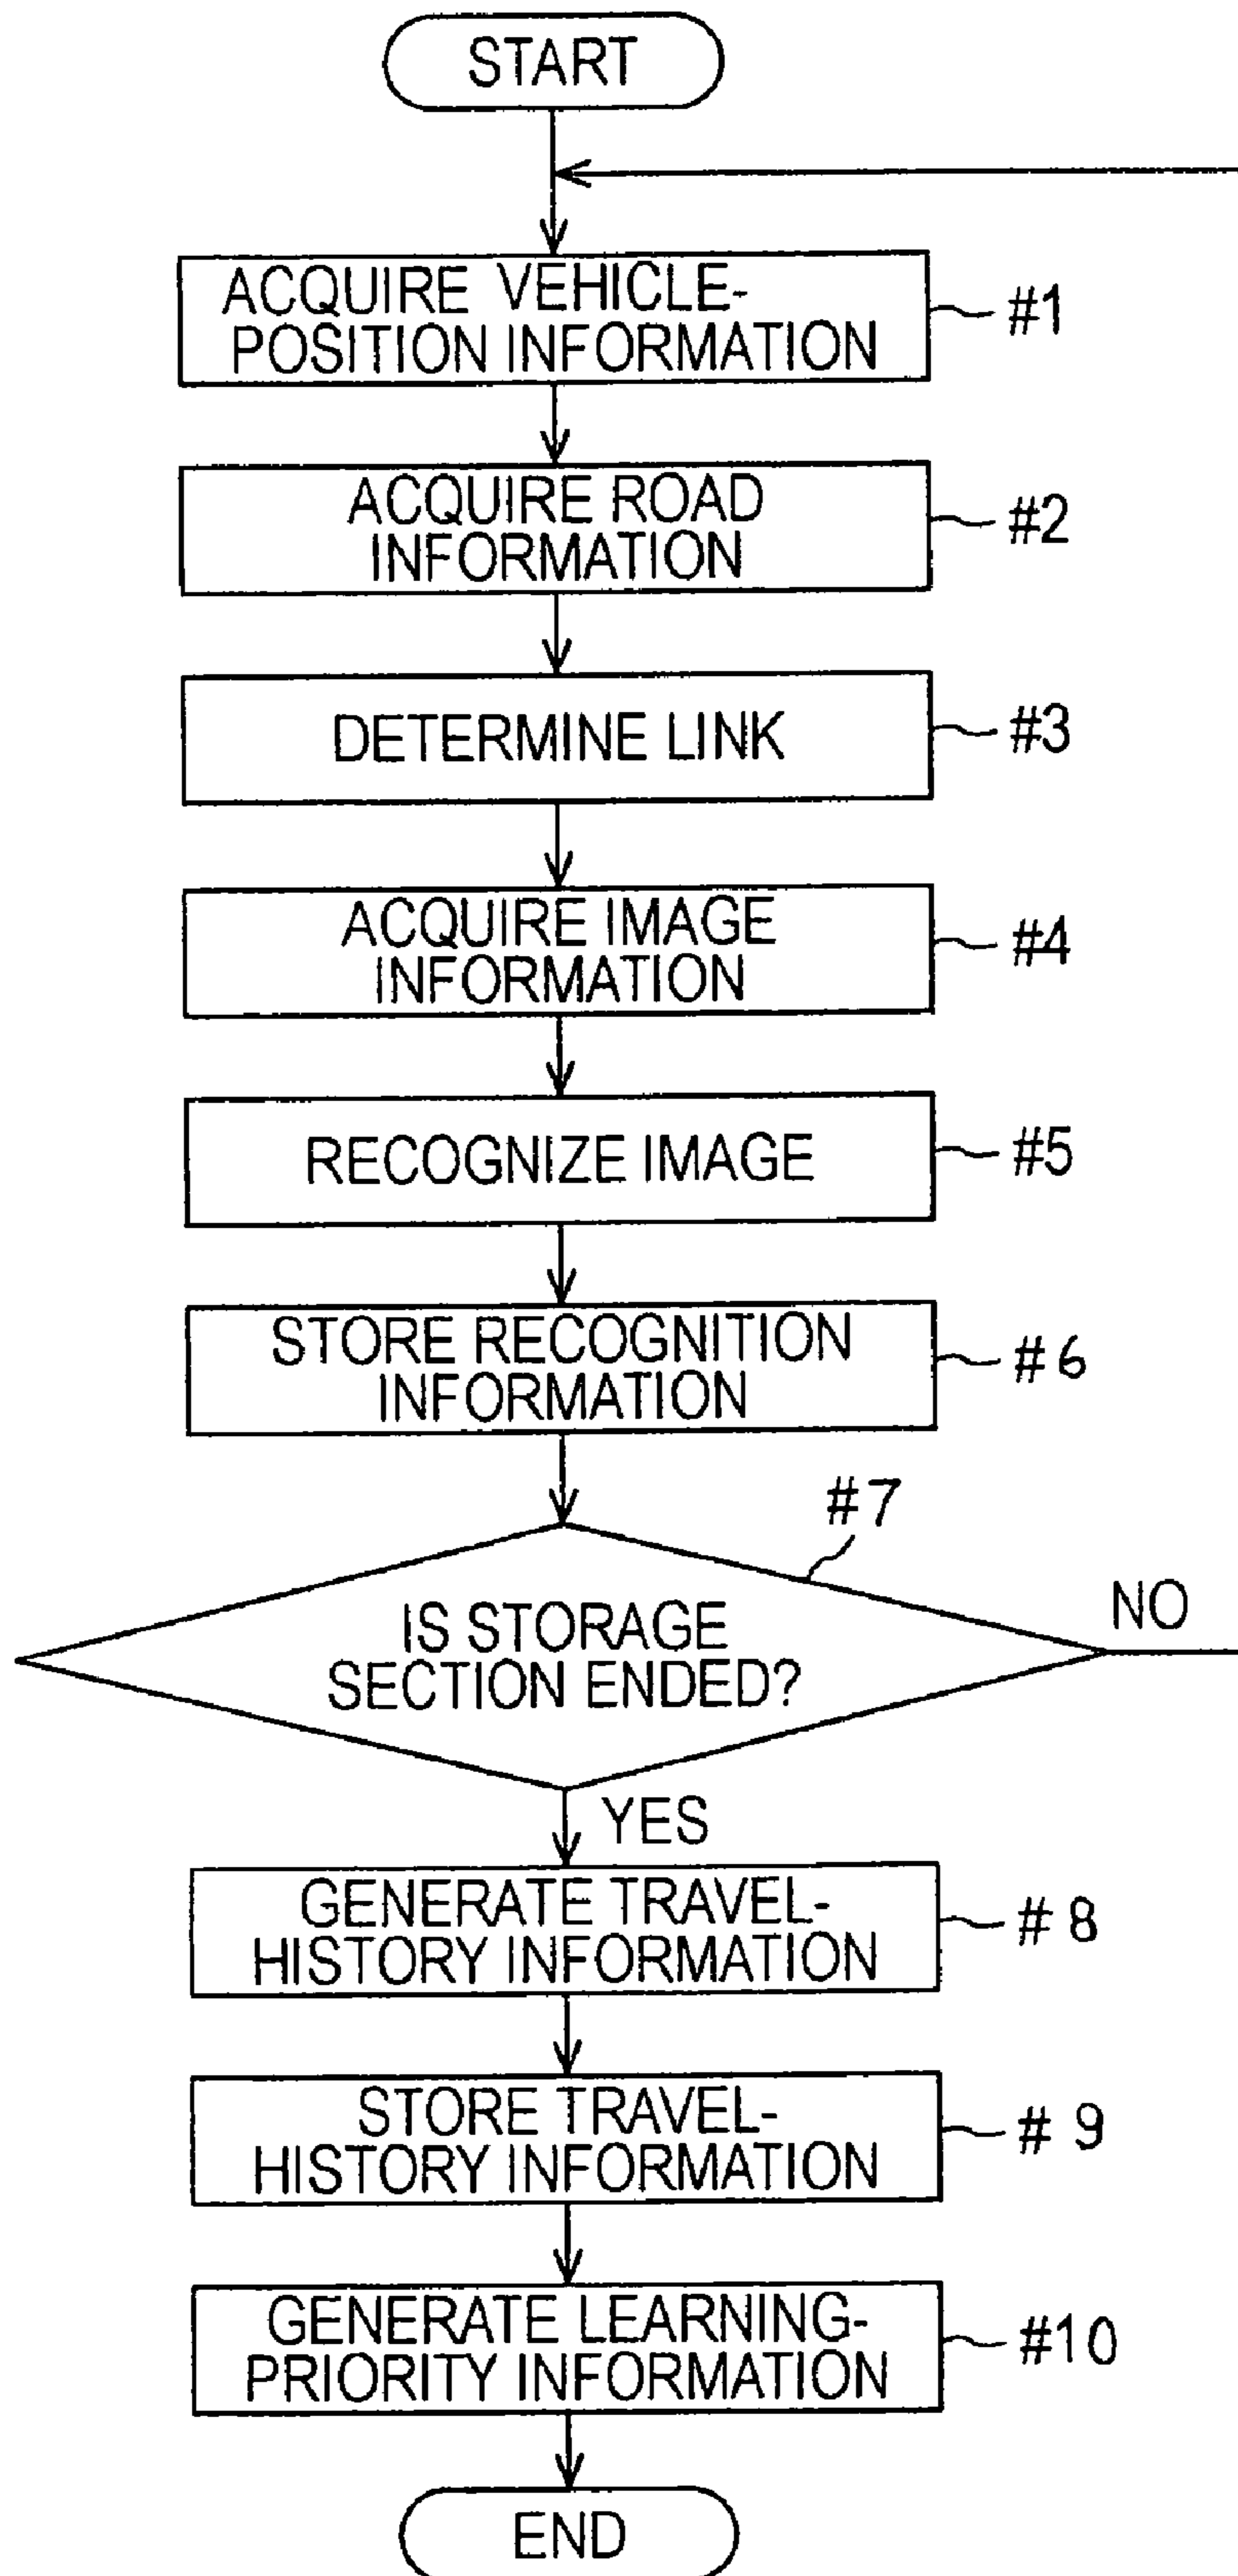 START
ACQUIRE VEHICLE-
POSITION INFORMATION
#1
ACQUIRE ROAD
INFORMATION
#2
DETERMINE LINK
#3
ACQUIRE IMAGE
INFORMATION
#4
RECOGNIZE IMAGE
#5
STORE RECOGNITION
INFORMATION
#6
#7
IS STORAGE
SECTION ENDED?
NO
YES
GENERATE TRAVEL-
HISTORY INFORMATION
#8
STORE TRAVEL-
HISTORY INFORMATION
#9
GENERATE LEARNING-
PRIORITY INFORMATION
#10
END